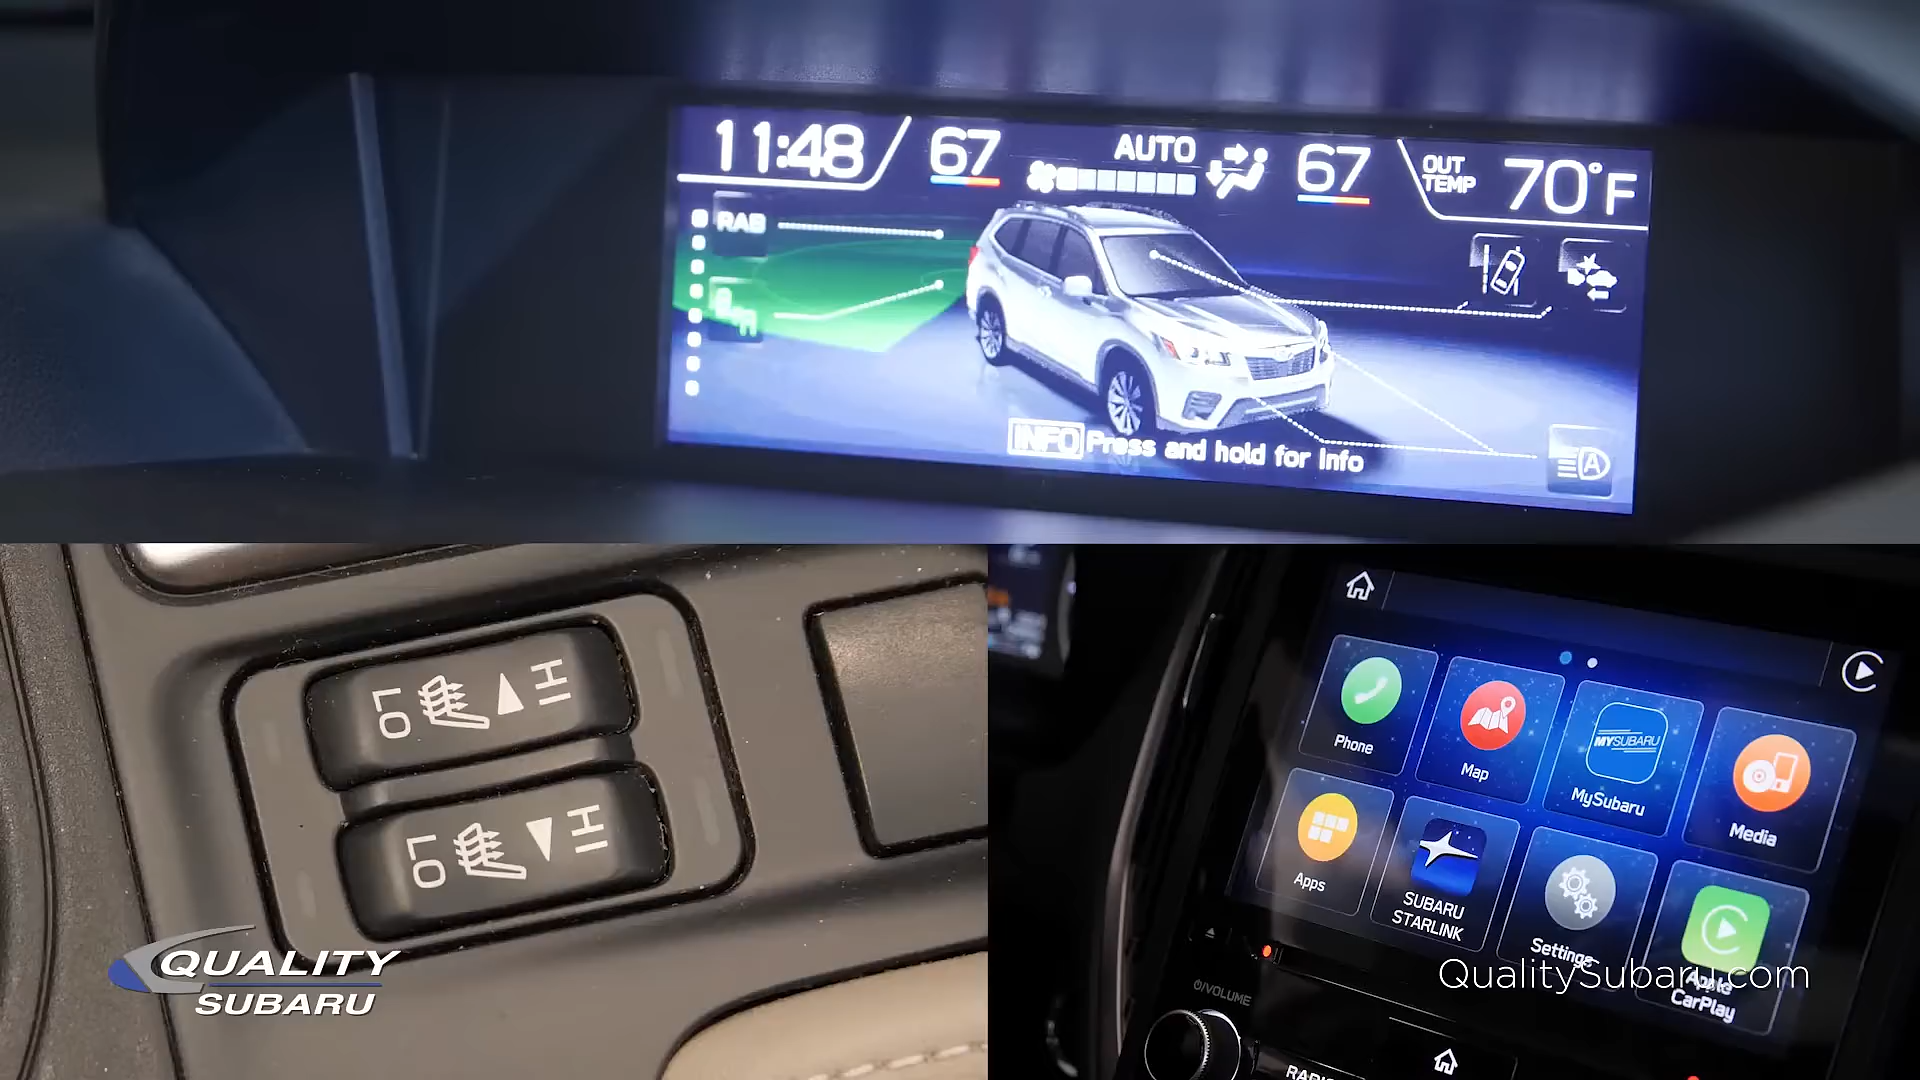 11:48
67
AUTO
67
OUT
TEMP
70°F
RAB
INFO Press and hold for Info
LO
HI
LO
HI
Phone
Map
MYSUBARU
MySubaru
Media
Apps
SUBARU
STARLINK
Settings
Apple
CarPlay
VOLUME
QUALITY
SUBARU
QualitySubaru.com